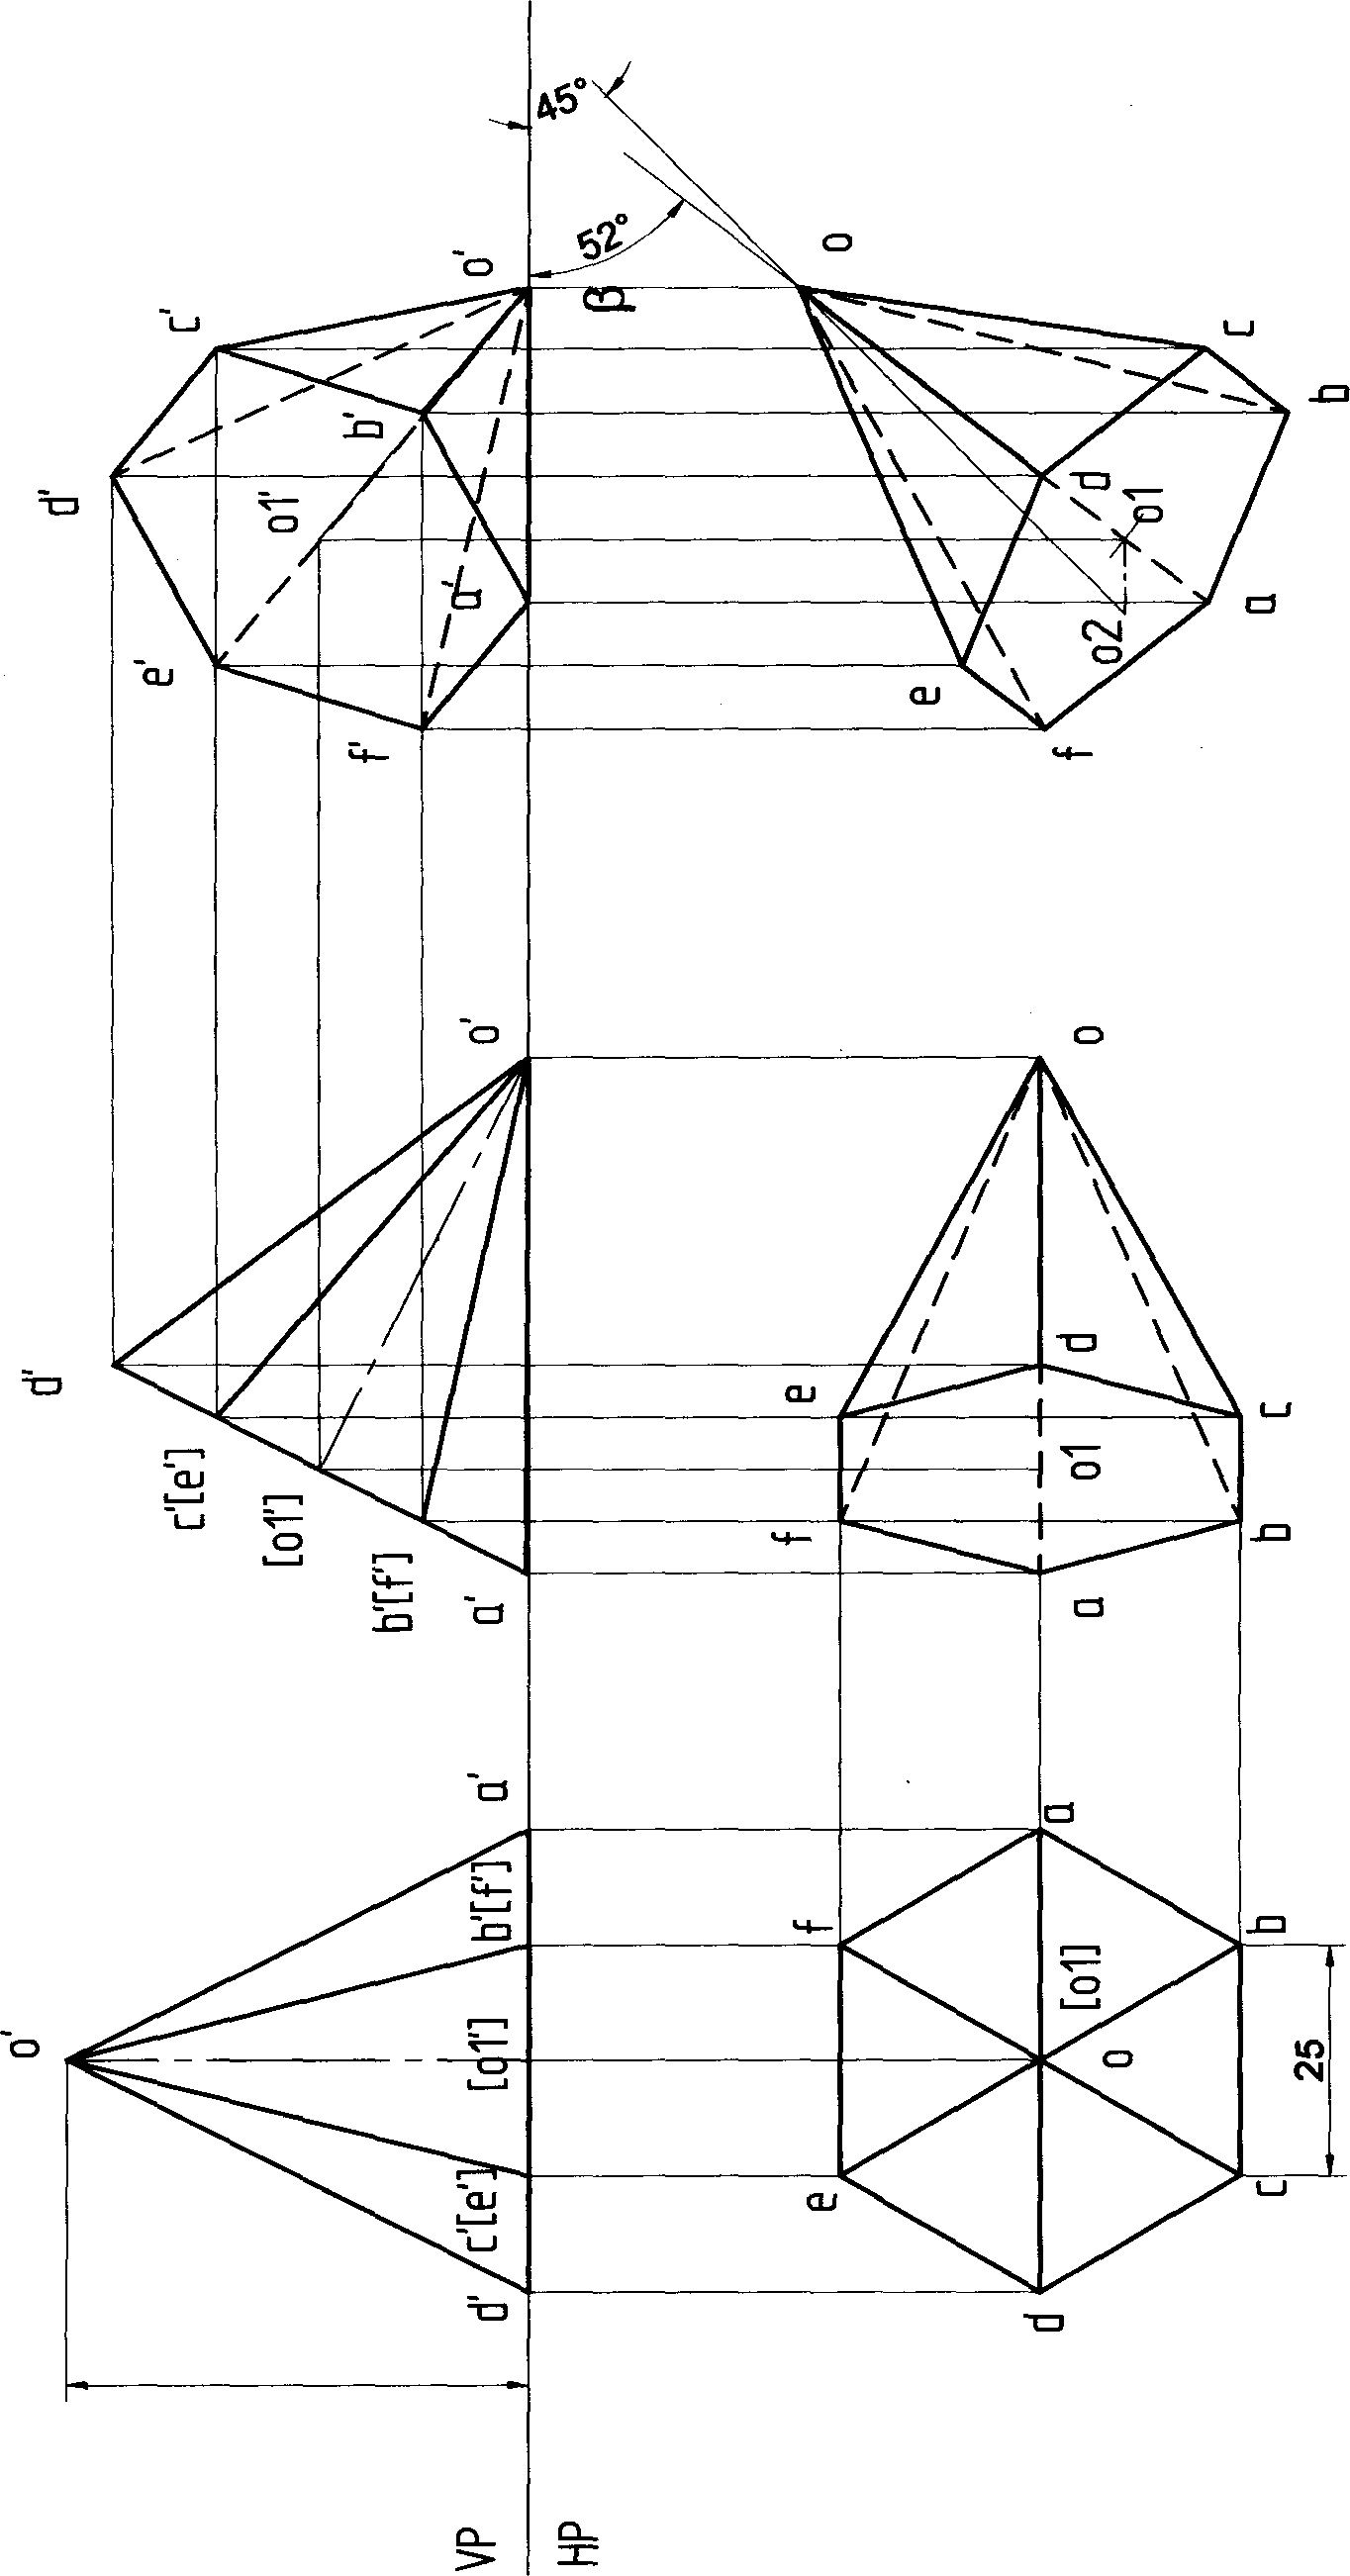 VP
HP
o'
d'
c'[e']
[o1']
b'[f']
a'
e
f
d
[o1]
a
o
c
b
25
d'
c'[e']
[o1']
b'[f']
a'
o'
e
f
d
o1
a
o
c
b
d'
c'
e'
o1'
b'
f'
a'
o'
45°
52°
β
o
e
d
o1
o2
f
a
c
b